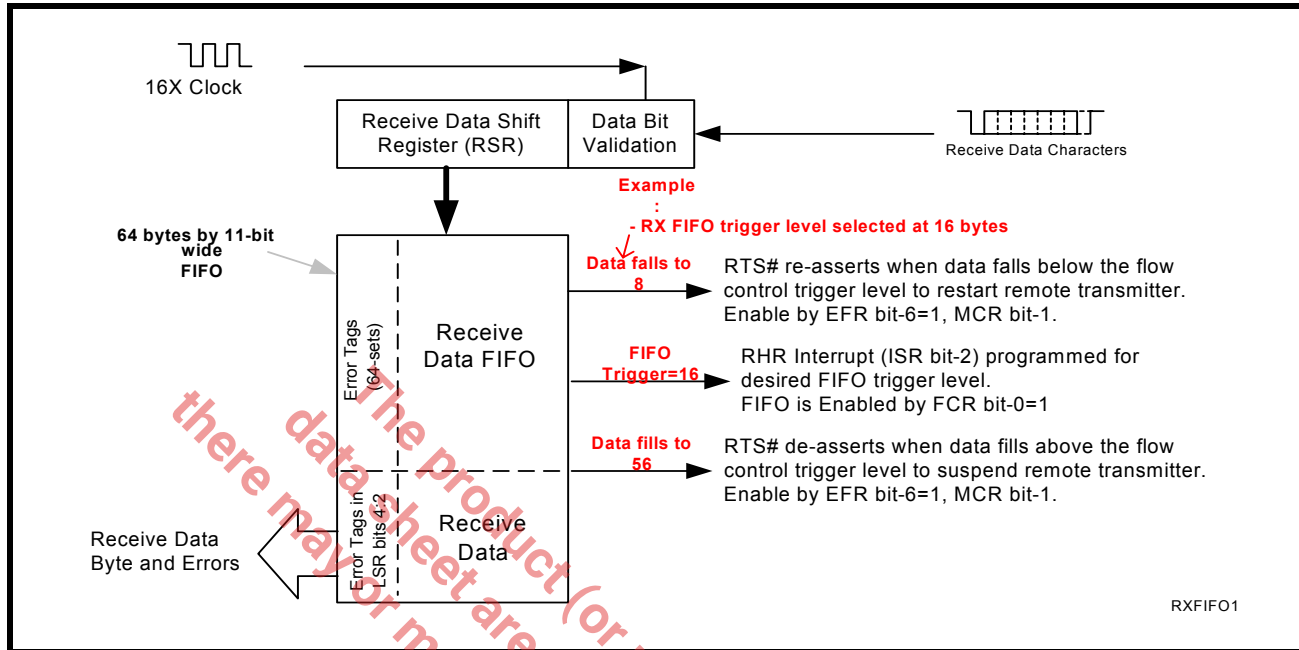 16X Clock
Receive Data Shift
Register (RSR)
Data Bit
Validation
Receive Data Characters
Example
:
- RX FIFO trigger level selected at 16 bytes
64 bytes by 11-bit
wide
FIFO
Data falls to
8
RTS# re-asserts when data falls below the flow
control trigger level to restart remote transmitter.
Enable by EFR bit-6=1, MCR bit-1.
Error Tags
(64-sets)
Receive
Data FIFO
FIFO
Trigger=16
RHR Interrupt (ISR bit-2) programmed for
desired FIFO trigger level.
FIFO is Enabled by FCR bit-0=1
Data fills to
56
RTS# de-asserts when data fills above the flow
control trigger level to suspend remote transmitter.
Enable by EFR bit-6=1, MCR bit-1.
Error Tags in
LSR bits 4:2
Receive
Data
Receive Data
Byte and Errors
RXFIFO1
The product (or
data sheet are
there may or